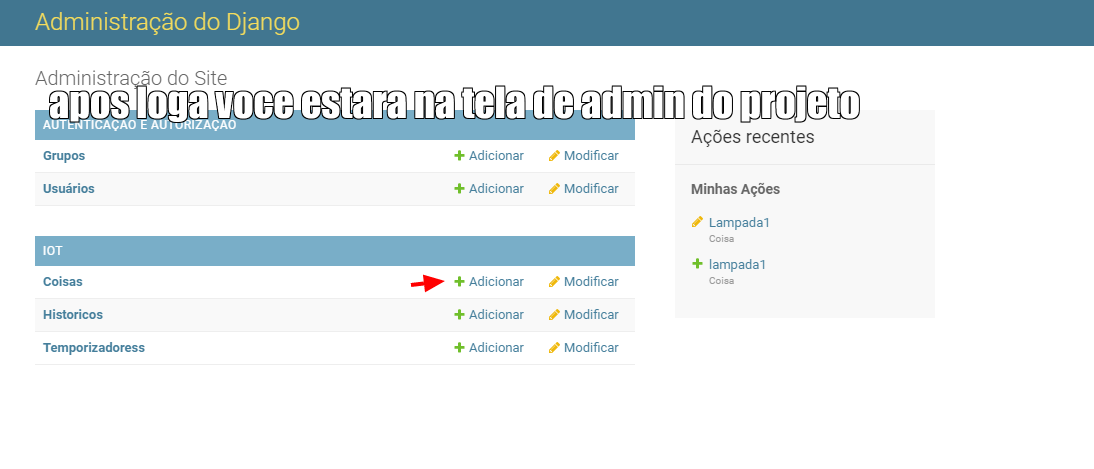 Administração do Django
Administração do Site
apos loga voce estara na tela de admin do projeto
AUTENTICAÇÃO E AUTORIZAÇÃO
Grupos Adicionar Modificar
Usuários Adicionar Modificar
IOT
Coisas Adicionar Modificar
Historicos Adicionar Modificar
Temporizadoress Adicionar Modificar
Ações recentes
Minhas Ações
Lampada1
Coisa
lampada1
Coisa